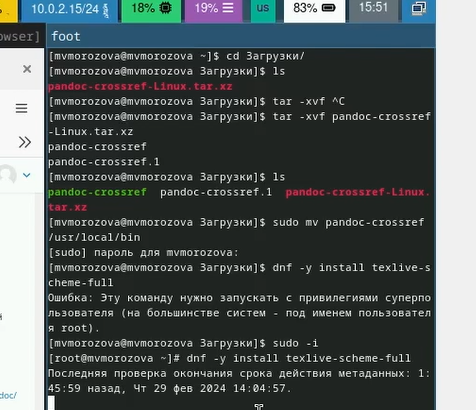 10.0.2.15/24 18% 19% us 83% 15:51
owser]
foot
[mvmorozova@mvmorozova ~]$ cd Загрузки/
[mvmorozova@mvmorozova Загрузки]$ ls
pandoc-crossref-Linux.tar.xz
[mvmorozova@mvmorozova Загрузки]$ tar -xvf ^C
[mvmorozova@mvmorozova Загрузки]$ tar -xvf pandoc-crossref
-Linux.tar.xz
pandoc-crossref
pandoc-crossref.1
[mvmorozova@mvmorozova Загрузки]$ ls
pandoc-crossref pandoc-crossref.1 pandoc-crossref-Linux.
tar.xz
[mvmorozova@mvmorozova Загрузки]$ sudo mv pandoc-crossref
/usr/local/bin
[sudo] пароль для mvmorozova:
[mvmorozova@mvmorozova Загрузки]$ dnf -y install texlive-s
cheme-full
Ошибка: Эту команду нужно запускать с привилегиями суперпо
льзователя (на большинстве систем - под именем пользовател
я root).
[mvmorozova@mvmorozova Загрузки]$ sudo -i
[root@mvmorozova ~]# dnf -y install texlive-scheme-full
Последняя проверка окончания срока действия метаданных: 1:
45:59 назад, Чт 29 фев 2024 14:04:57.
doc/